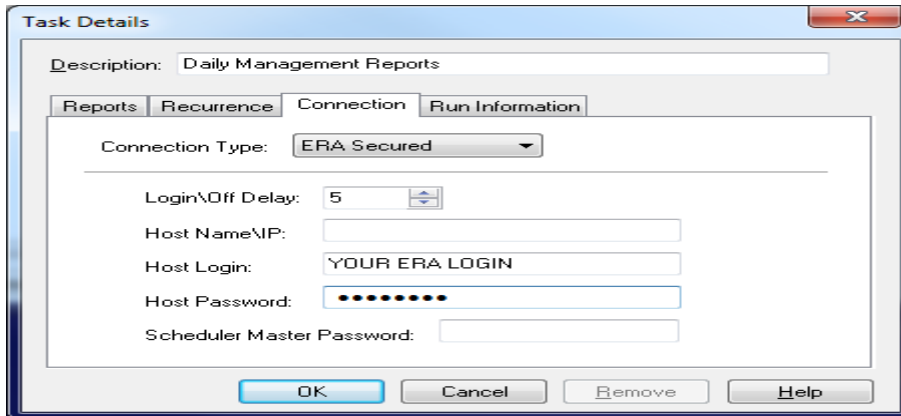 Task Details
Description: Daily Management Reports
Reports Recurrence Connection Run Information
Connection Type: ERA Secured
Login\Off Delay: 5
Host Name\IP:
Host Login: YOUR ERA LOGIN
Host Password: ••••••••
Scheduler Master Password:
OK Cancel Remove Help